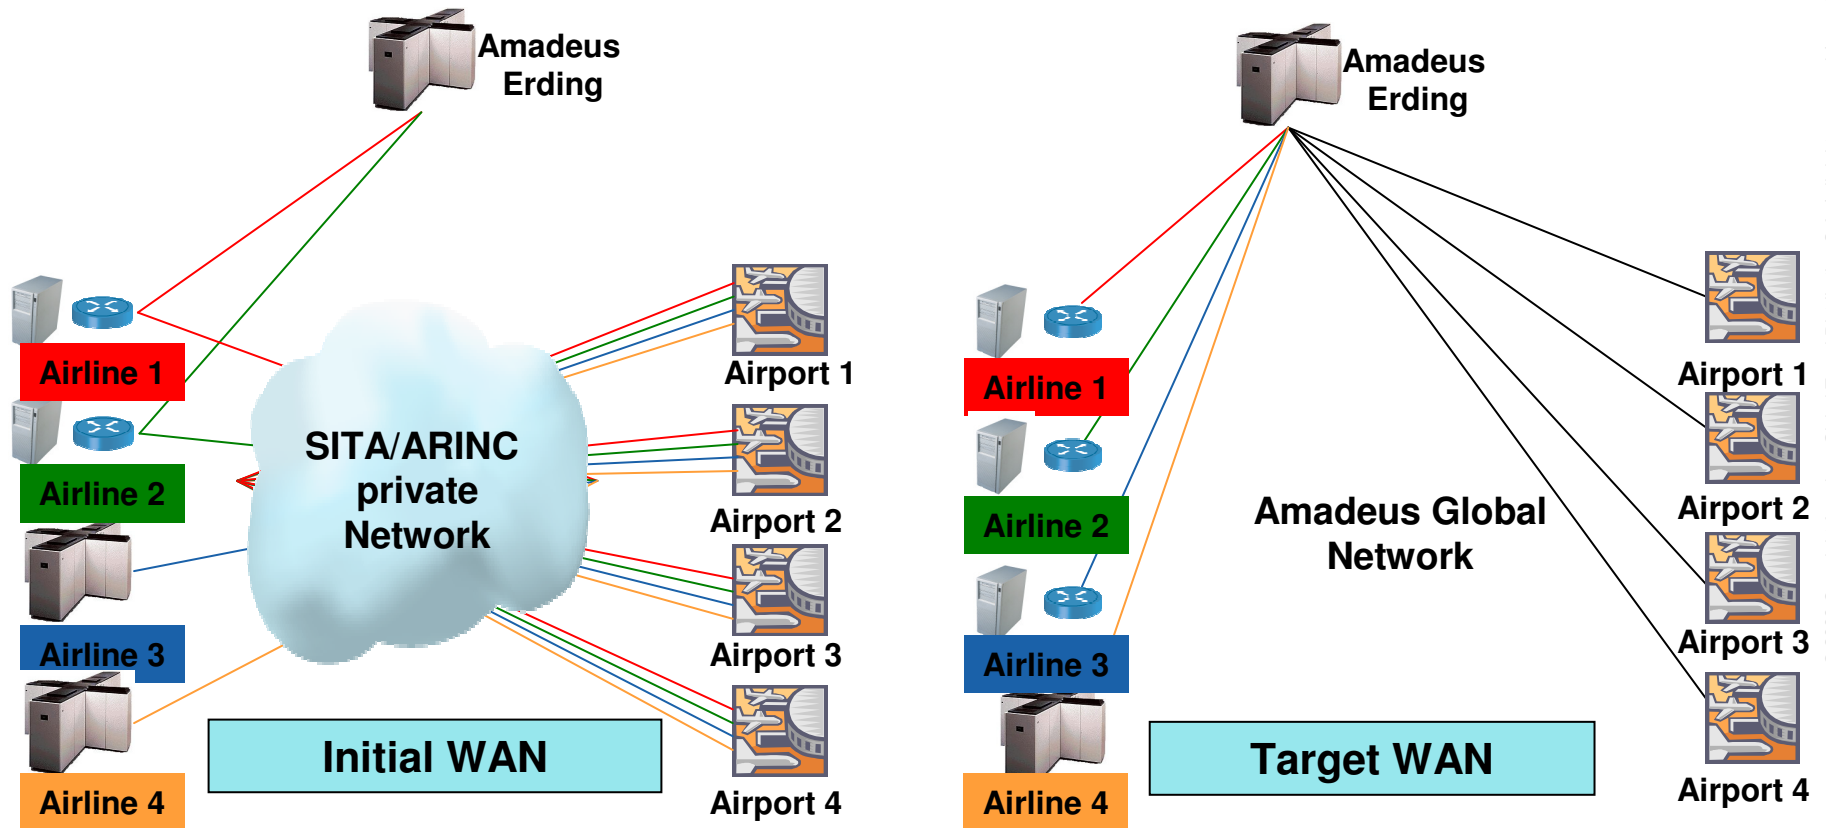 Amadeus
Erding
Airline 1
Airline 2
Airline 3
Airline 4
SITA/ARINC
private
Network
Airport 1
Airport 2
Airport 3
Airport 4
Initial WAN
Amadeus
Erding
Airline 1
Airline 2
Airline 3
Airline 4
Amadeus Global
Network
Airport 1
Airport 2
Airport 3
Airport 4
Target WAN